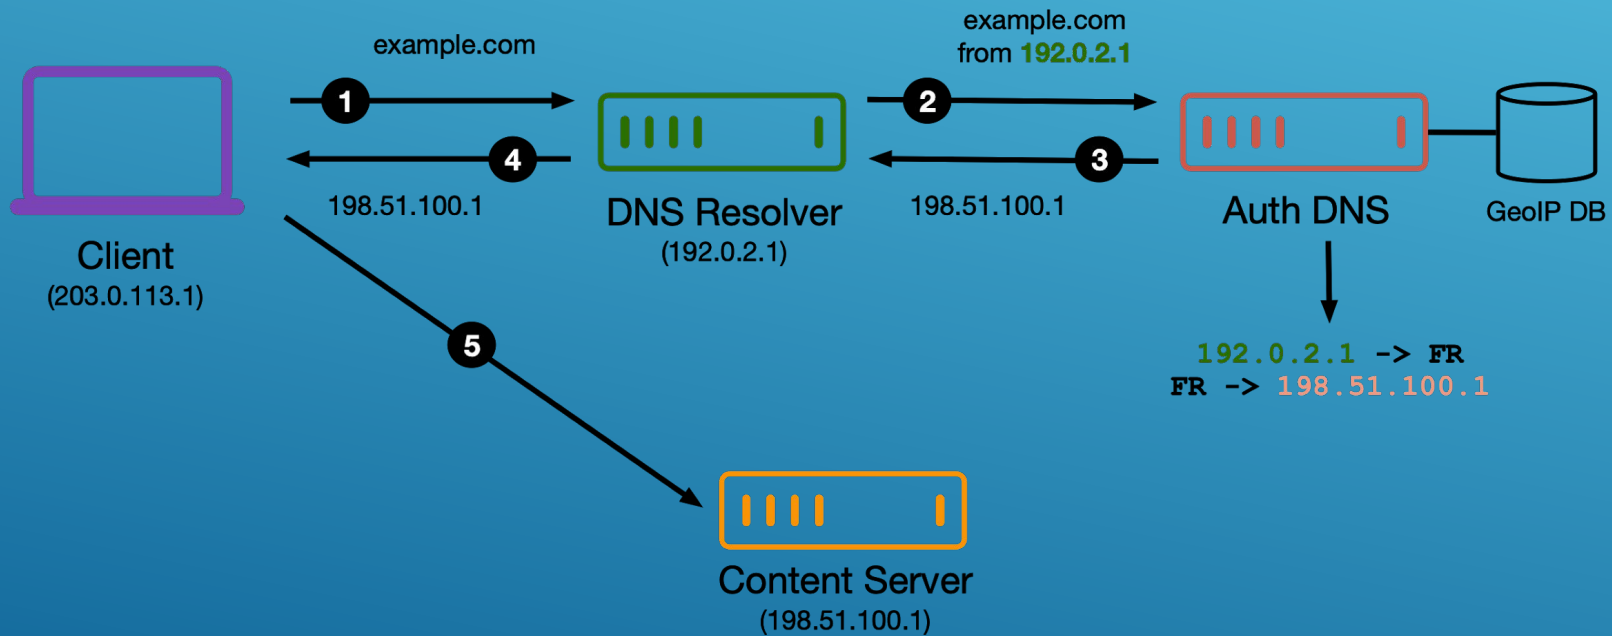 example.com
example.com
from 192.0.2.1
1
2
4
3
198.51.100.1
198.51.100.1
DNS Resolver
(192.0.2.1)
Auth DNS
GeoIP DB
Client
(203.0.113.1)
5
192.0.2.1 -> FR
FR -> 198.51.100.1
Content Server
(198.51.100.1)